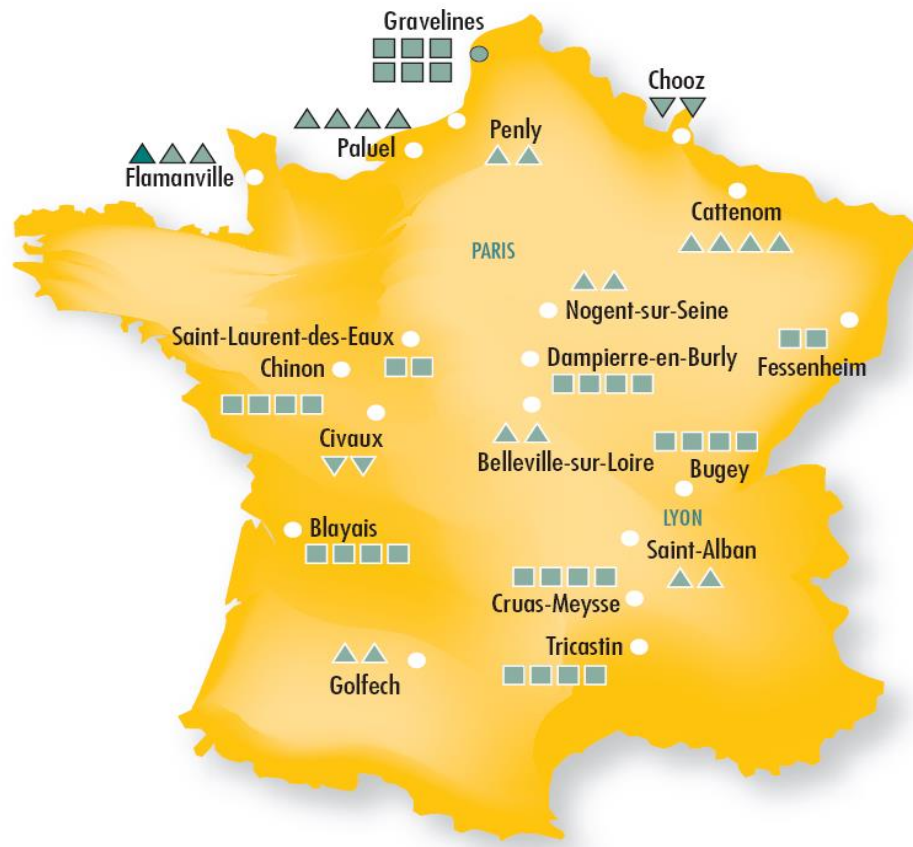 Gravelines
Chooz
Penly
Paluel
Flamanville
Cattenom
PARIS
Nogent-sur-Seine
Saint-Laurent-des-Eaux
Dampierre-en-Burly
Fessenheim
Chinon
Civaux
Belleville-sur-Loire
Bugey
LYON
Blayais
Saint-Alban
Cruas-Meysse
Tricastin
Golfech